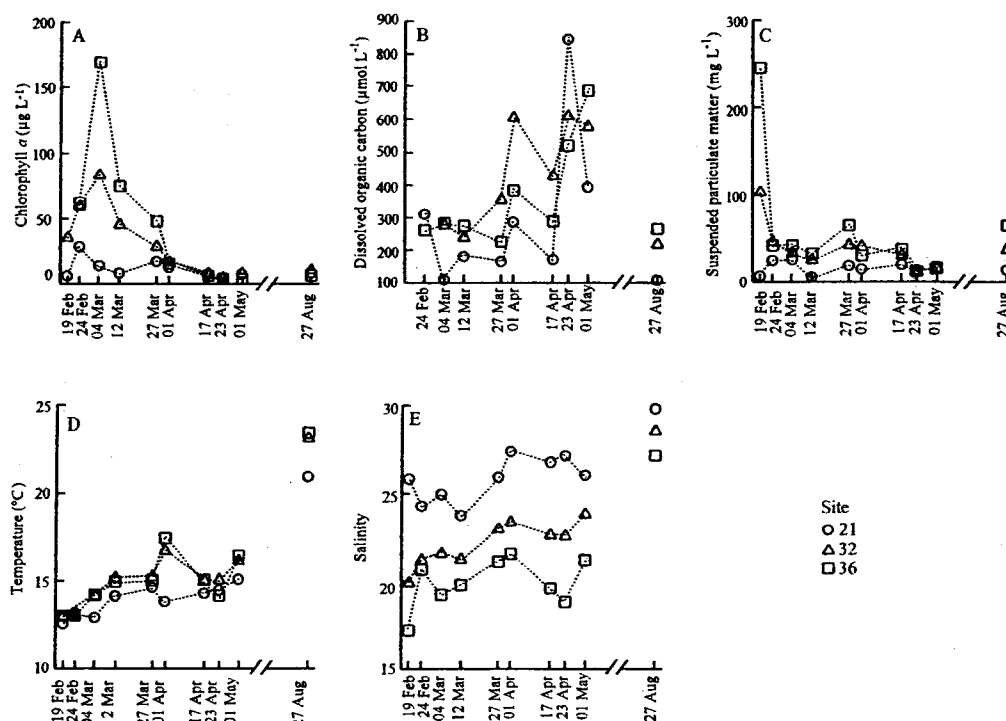 A
Chlorophyll a (µg L⁻¹)
200
150
100
50
0
19 Feb
24 Feb
04 Mar
12 Mar
27 Mar
01 Apr
17 Apr
23 Apr
01 May
27 Aug
B
Dissolved organic carbon (µmol L⁻¹)
900
800
700
600
500
400
300
200
100
24 Feb
04 Mar
12 Mar
27 Mar
01 Apr
17 Apr
23 Apr
01 May
27 Aug
C
Suspended particulate matter (mg L⁻¹)
300
200
100
0
19 Feb
24 Feb
04 Mar
12 Mar
27 Mar
01 Apr
17 Apr
23 Apr
01 May
27 Aug
D
Temperature (°C)
25
20
15
10
19 Feb
24 Feb
04 Mar
2 Mar
27 Mar
01 Apr
17 Apr
23 Apr
01 May
27 Aug
E
Salinity
30
25
20
15
19 Feb
24 Feb
04 Mar
12 Mar
27 Mar
01 Apr
17 Apr
23 Apr
01 May
27 Aug
Site
21
32
36